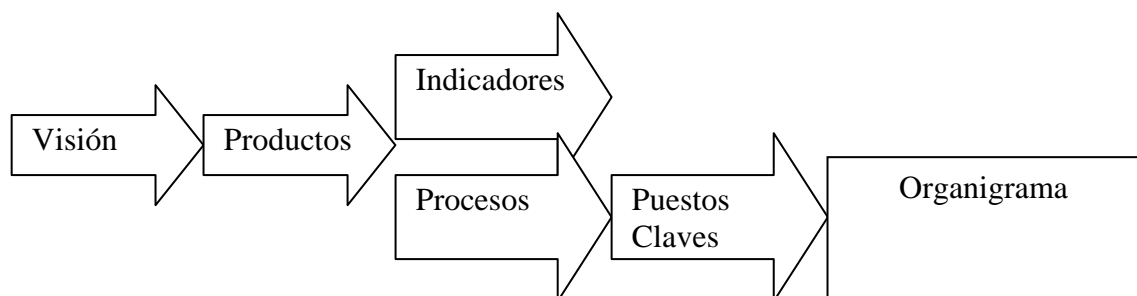 Visión
Productos
Indicadores
Procesos
Puestos
Claves
Organigrama